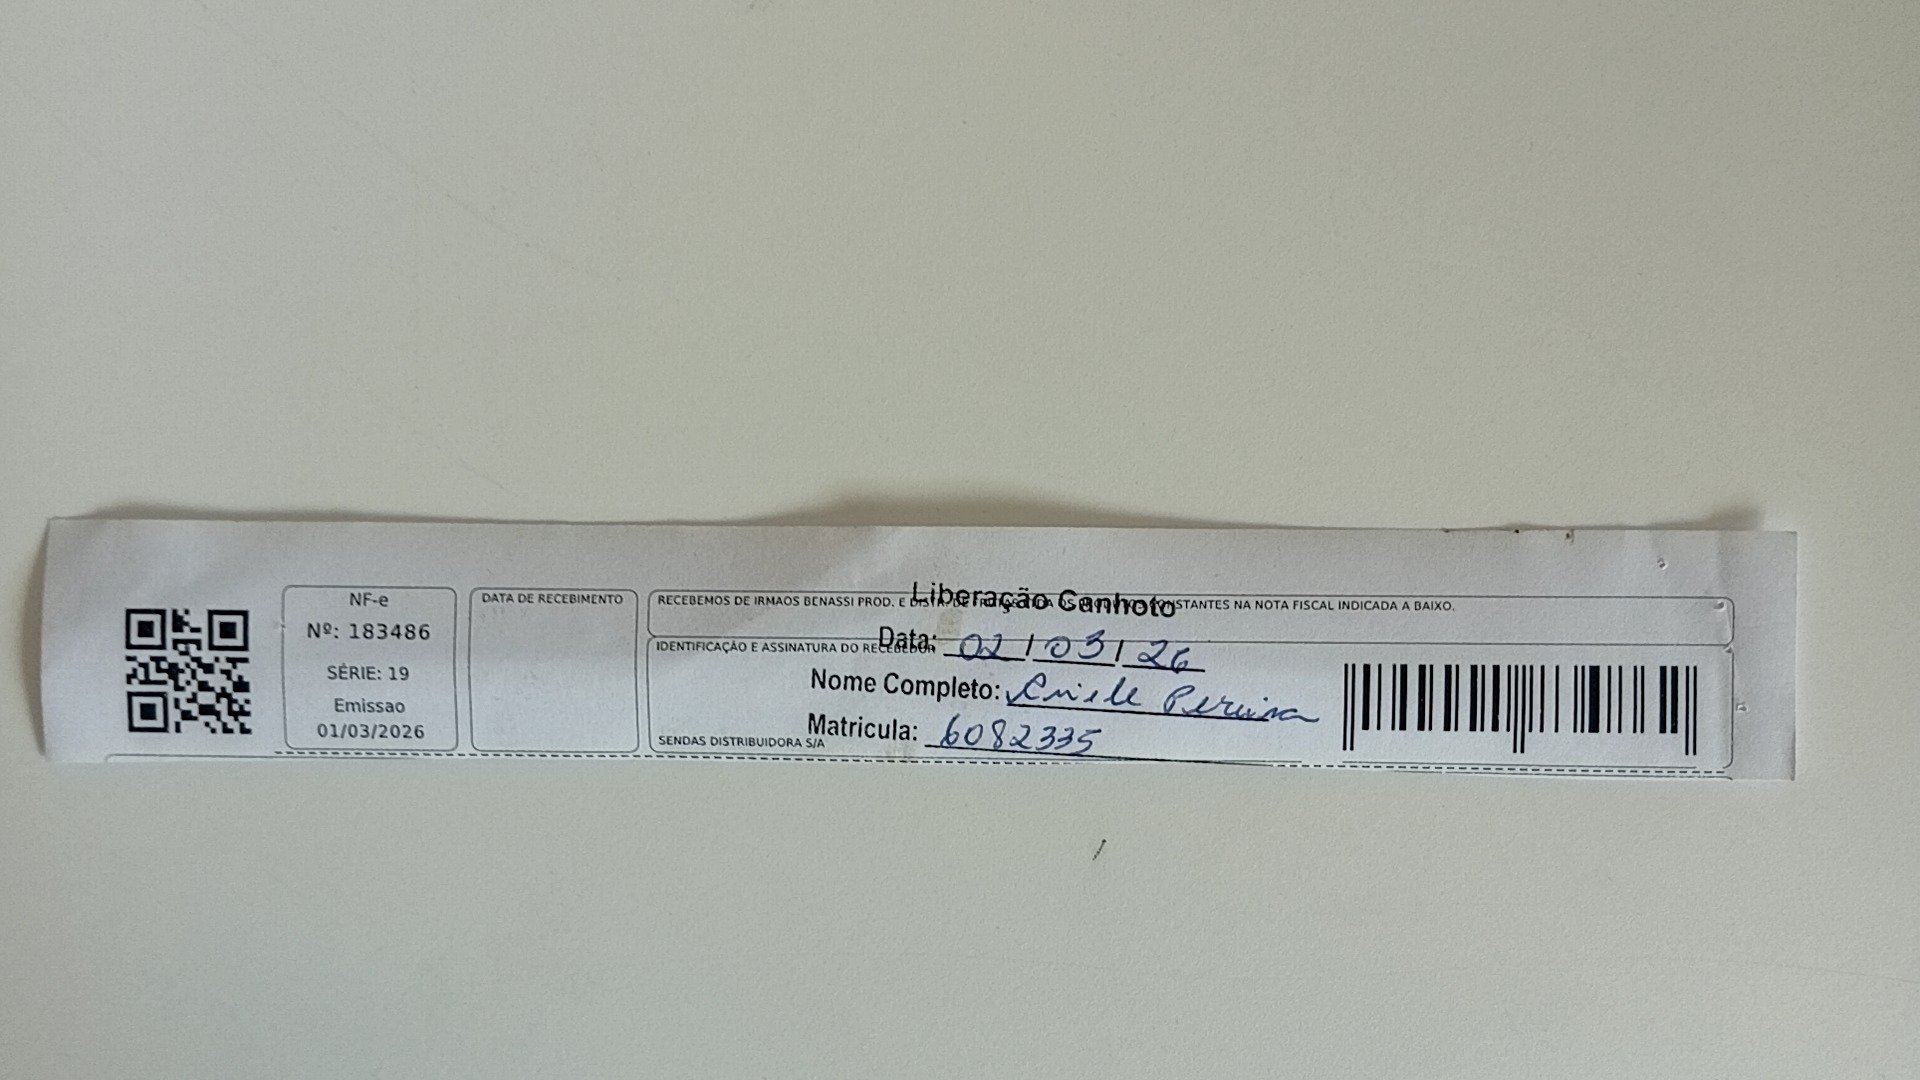 NF-e
Nº: 183486
SÉRIE: 19
Emissao
01/03/2026
DATA DE RECEBIMENTO
RECEBEMOS DE IRMAOS BENASSI PROD. E CONSTANTES NA NOTA FISCAL INDICADA A BAIXO.
Liberação Canhoto
IDENTIFICAÇÃO E ASSINATURA DO RECEBEDOR
Data: 02/03/26
Nome Completo: Pereira
Matricula: 6082335
SENDAS DISTRIBUIDORA S/A